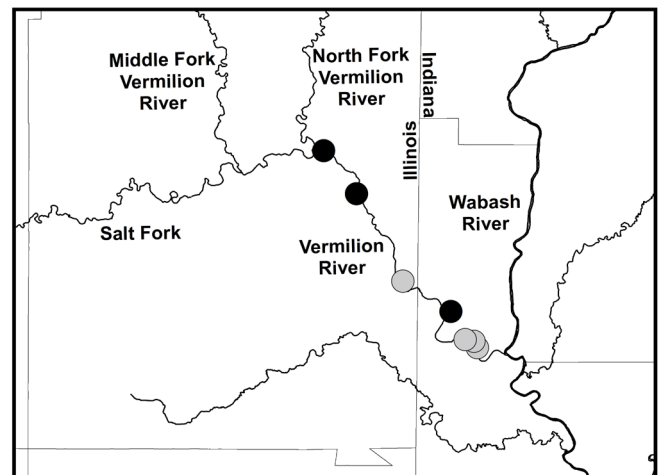 Middle Fork
Vermilion
River
North Fork
Vermilion
River
Indiana
Illinois
Wabash
River
Salt Fork
Vermilion
River